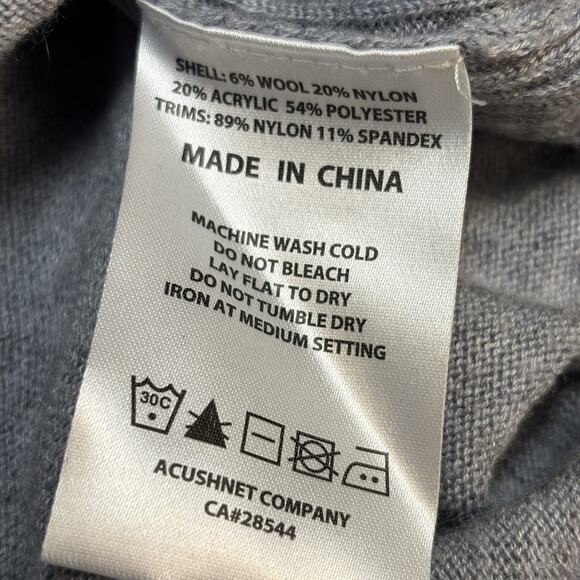 SHELL: 6% WOOL 20% NYLON
20% ACRYLIC 54% POLYESTER
TRIMS: 89% NYLON 11% SPANDEX
MADE IN CHINA
MACHINE WASH COLD
DO NOT BLEACH
LAY FLAT TO DRY
DO NOT TUMBLE DRY
IRON AT MEDIUM SETTING
30C
ACUSHNET COMPANY
CA#28544